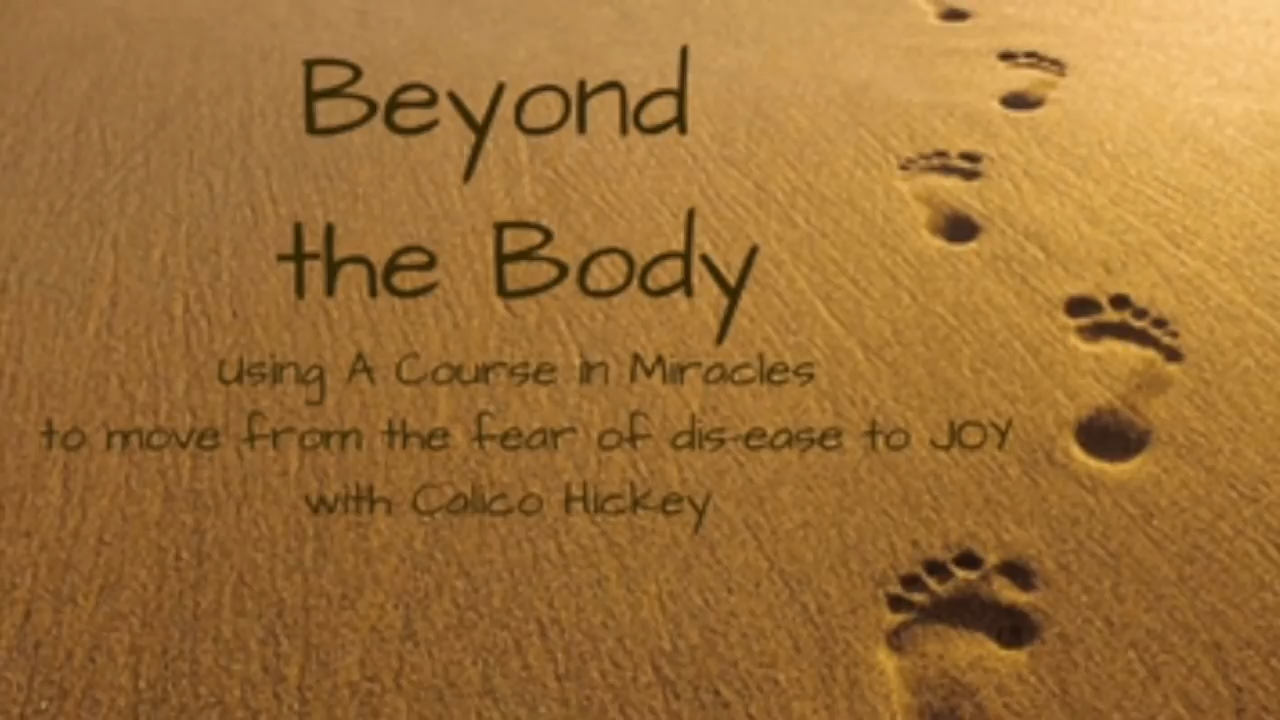 Beyond
the Body
Using A Course in Miracles
to move from the fear of dis-ease to JOY
with Calico Hickey